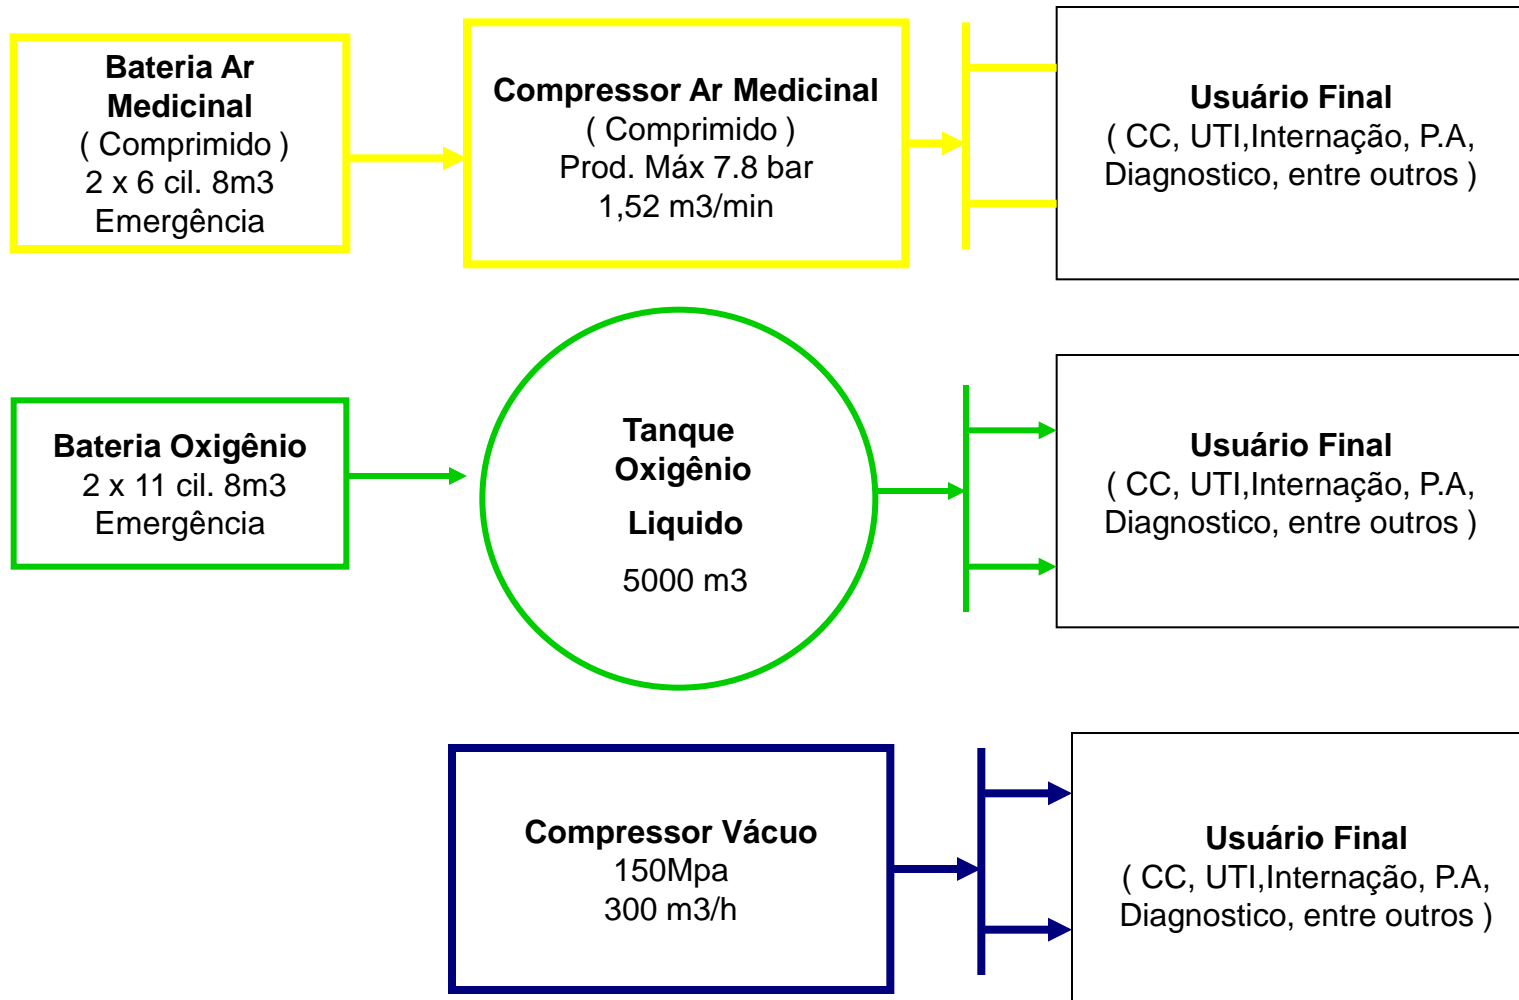 Bateria Ar
Medicinal
( Comprimido )
2 x 6 cil. 8m3
Emergência
Compressor Ar Medicinal
( Comprimido )
Prod. Máx 7.8 bar
1,52 m3/min
Usuário Final
( CC, UTI,Internação, P.A,
Diagnostico, entre outros )
Bateria Oxigênio
2 x 11 cil. 8m3
Emergência
Tanque
Oxigênio
Liquido
5000 m3
Usuário Final
( CC, UTI,Internação, P.A,
Diagnostico, entre outros )
Compressor Vácuo
150Mpa
300 m3/h
Usuário Final
( CC, UTI,Internação, P.A,
Diagnostico, entre outros )